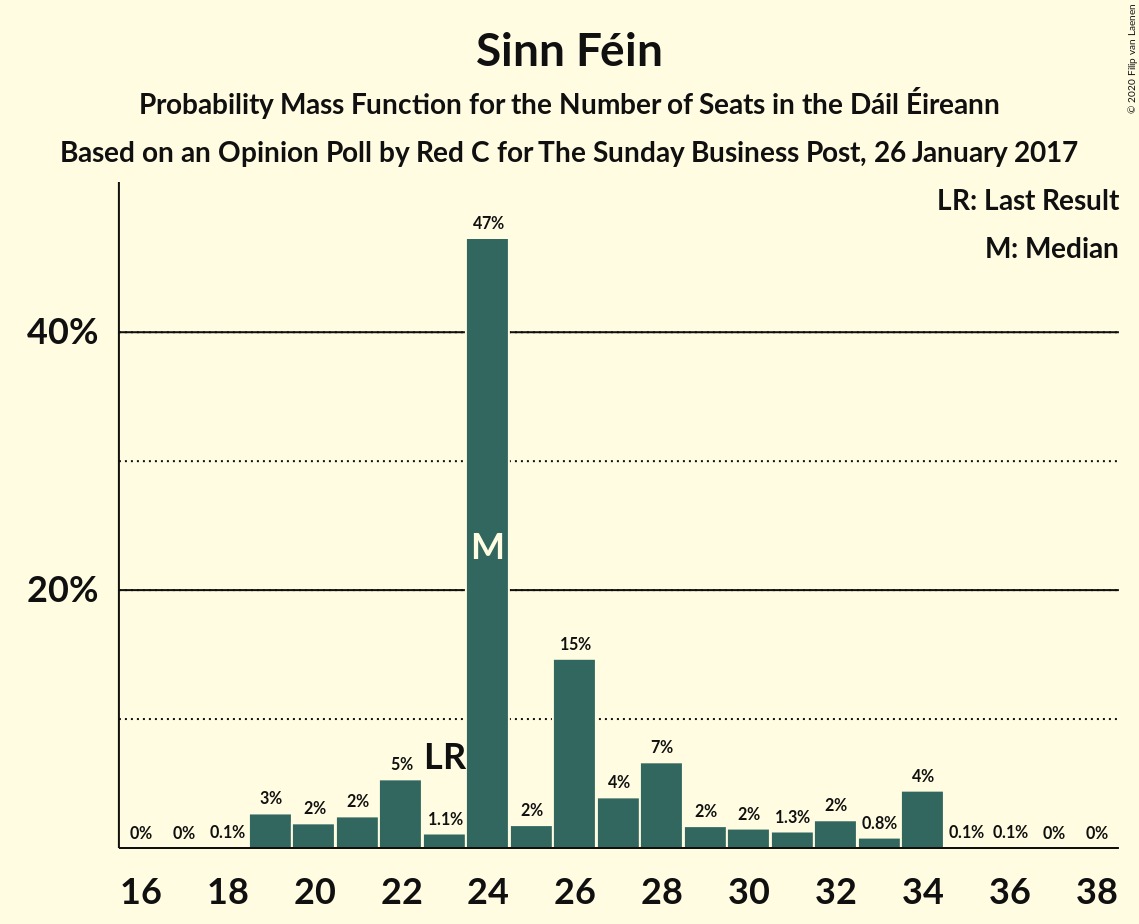 Sinn Féin
Probability Mass Function for the Number of Seats in the Dáil Éireann
Based on an Opinion Poll by Red C for The Sunday Business Post, 26 January 2017
© 2020 Filip van Laenen
LR: Last Result
M: Median
40%
20%
0% 0% 0.1% 3% 2% 2% 5% 1.1% 47% 2% 15% 4% 7% 2% 2% 1.3% 2% 0.8% 4% 0.1% 0.1% 0% 0%
LR
M
16 18 20 22 24 26 28 30 32 34 36 38